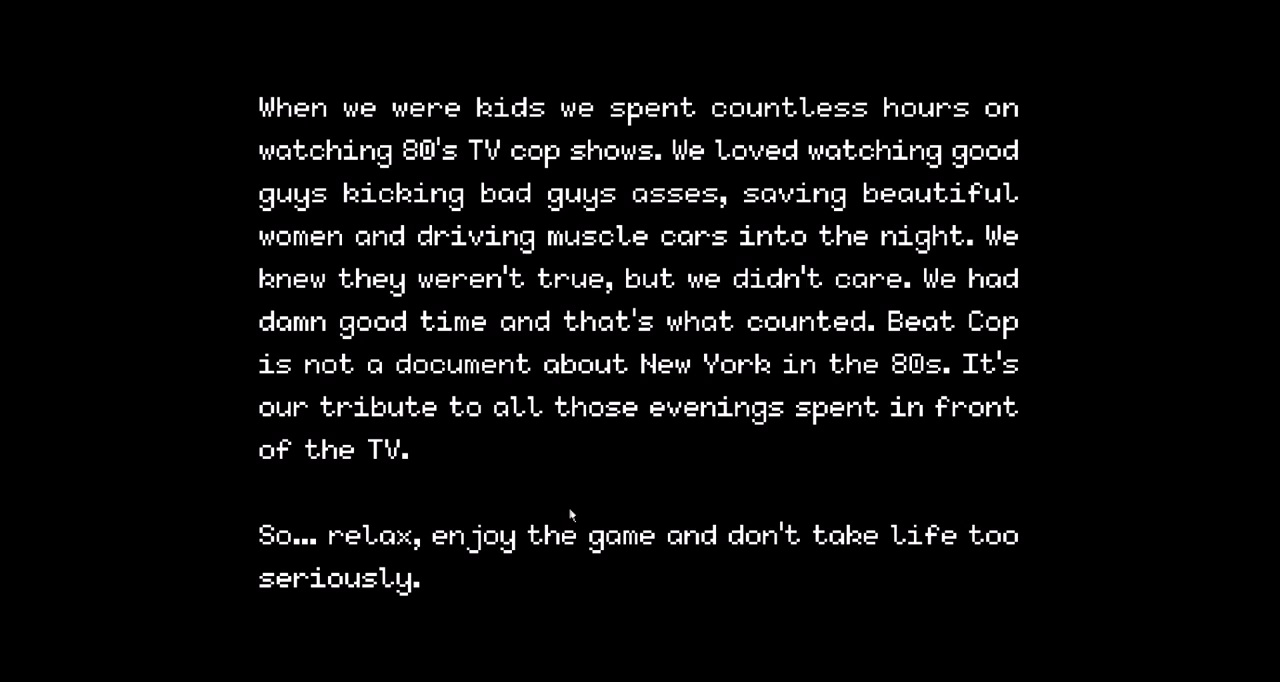 When we were kids we spent countless hours on
watching 80's TV cop shows. We loved watching good
guys kicking bad guys asses, saving beautiful
women and driving muscle cars into the night. We
knew they weren't true, but we didn't care. We had
damn good time and that's what counted. Beat Cop
is not a document about New York in the 80s. It's
our tribute to all those evenings spent in front
of the TV.
So... relax, enjoy the game and don't take life too
seriously.